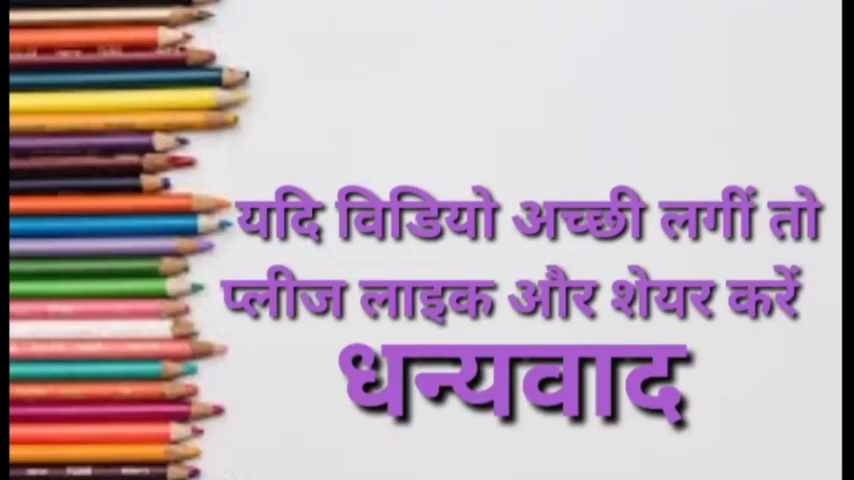 यदि विडियो अच्छी लगीं तो
प्लीज लाइक और शेयर करें
धन्यवाद